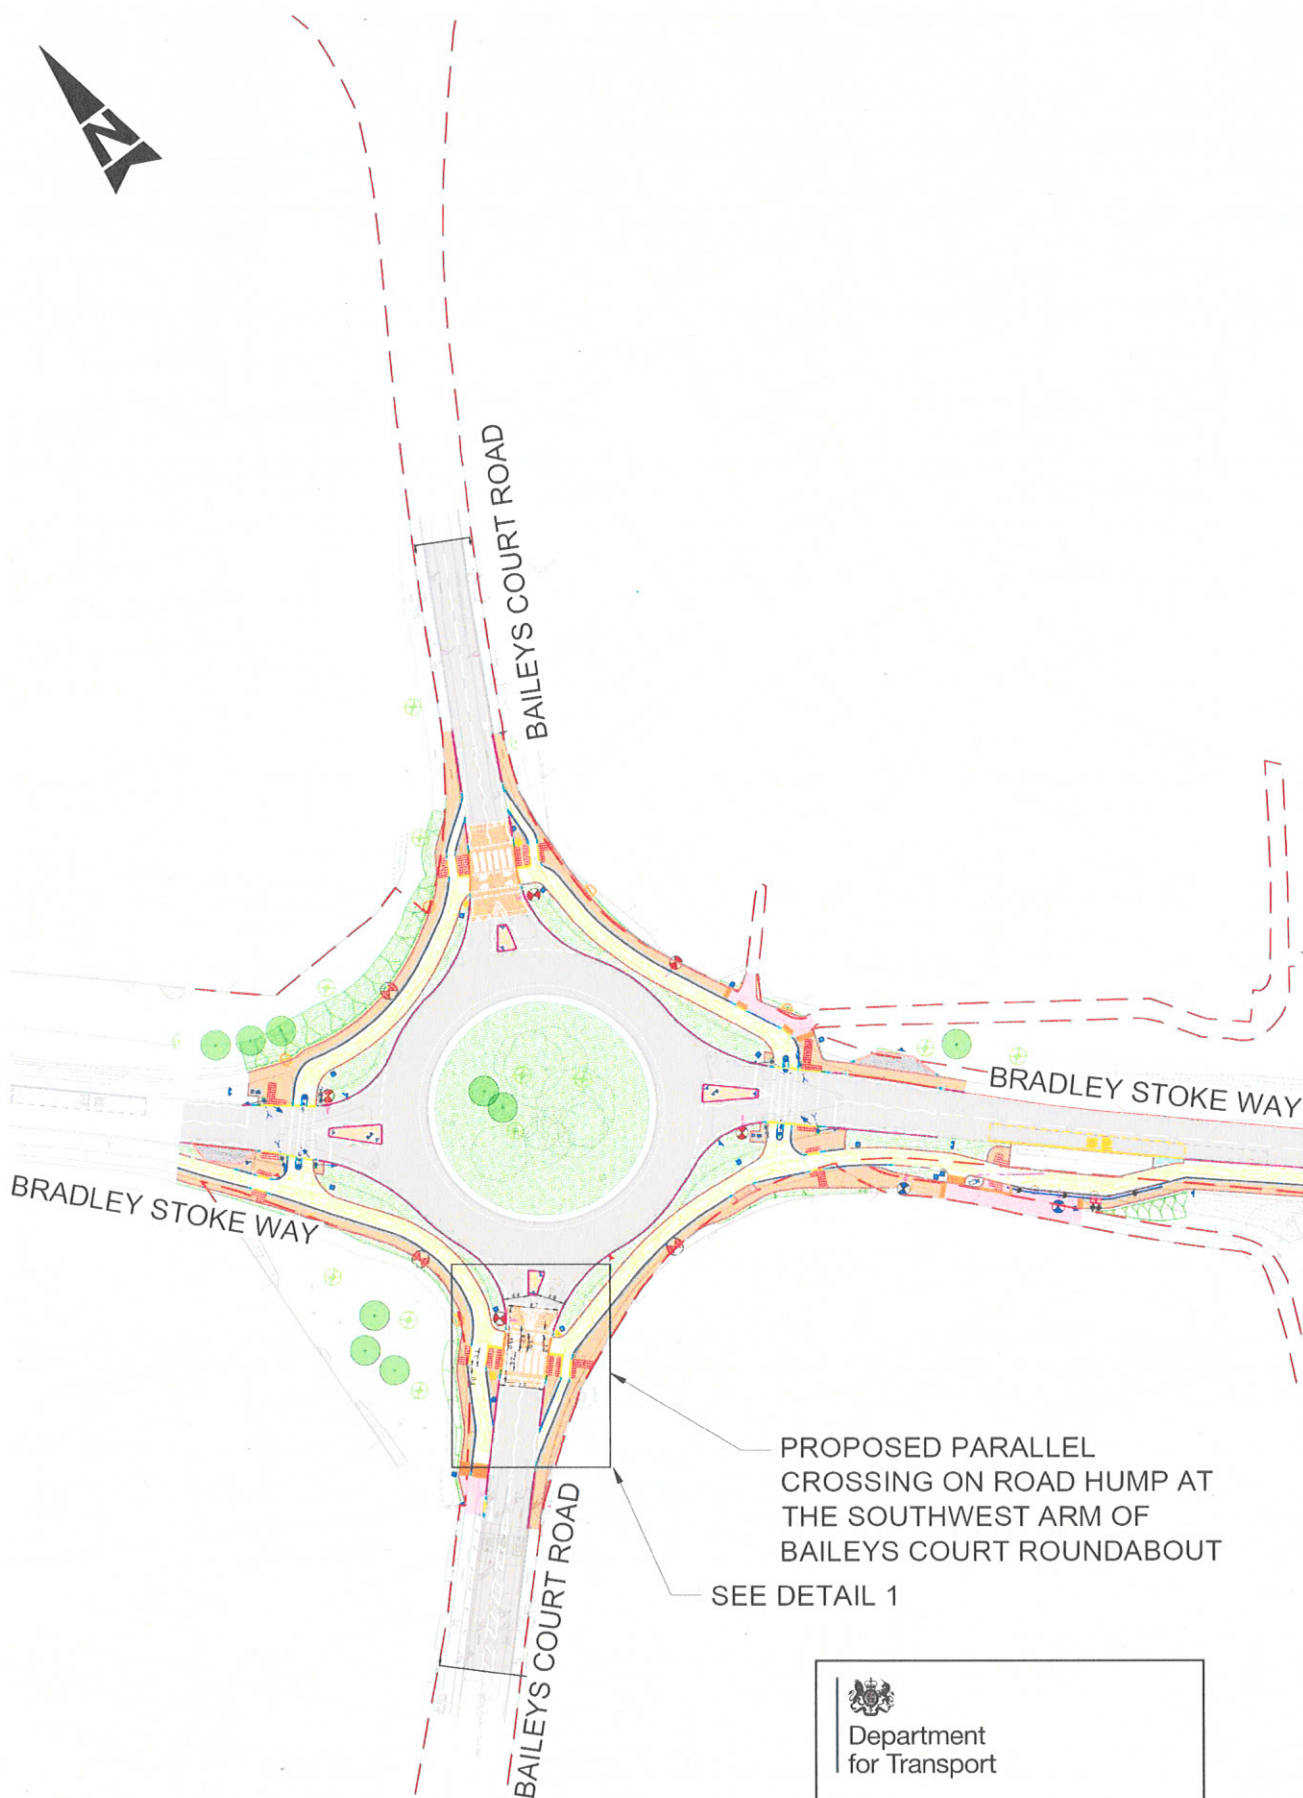 N
BAILEYS COURT ROAD
BRADLEY STOKE WAY
BRADLEY STOKE WAY
PROPOSED PARALLEL
CROSSING ON ROAD HUMP AT
THE SOUTHWEST ARM OF
BAILEYS COURT ROUNDABOUT
SEE DETAIL 1
BAILEYS COURT ROAD
Department
for Transport